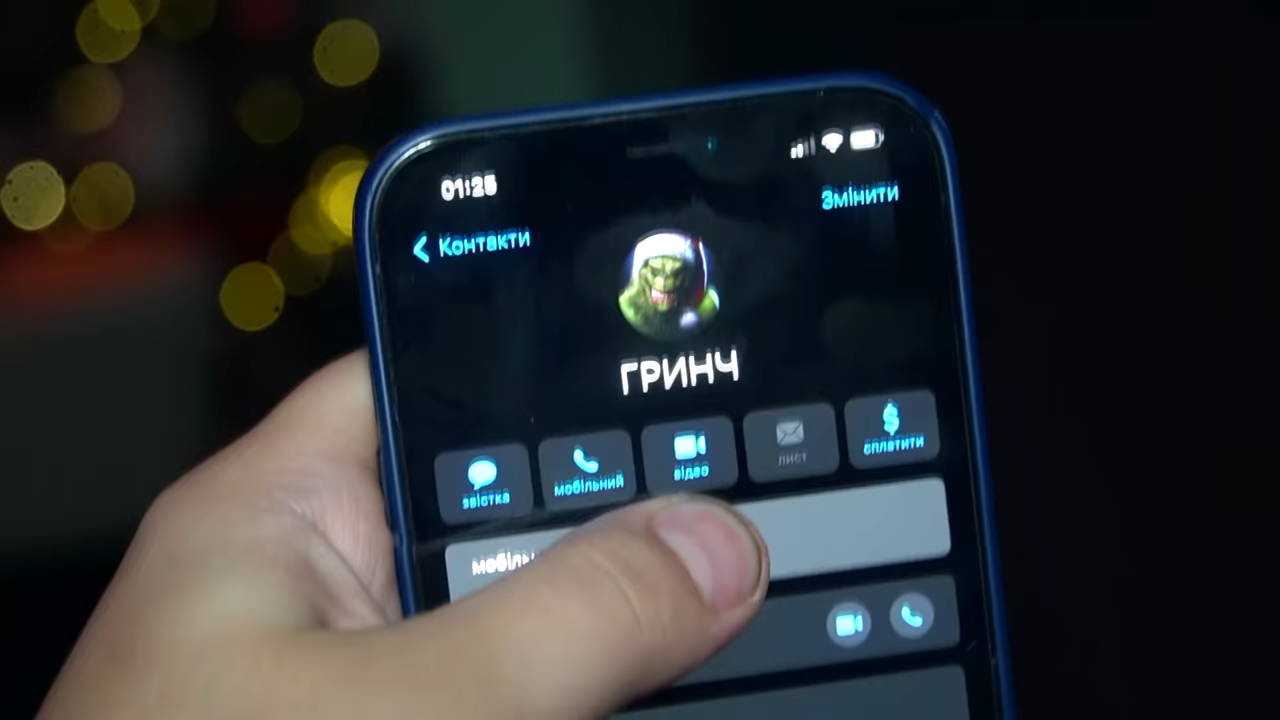 01:25
Змінити
Контакти
ГРИНЧ
звістка
мобільний
відео
лист
сплатити